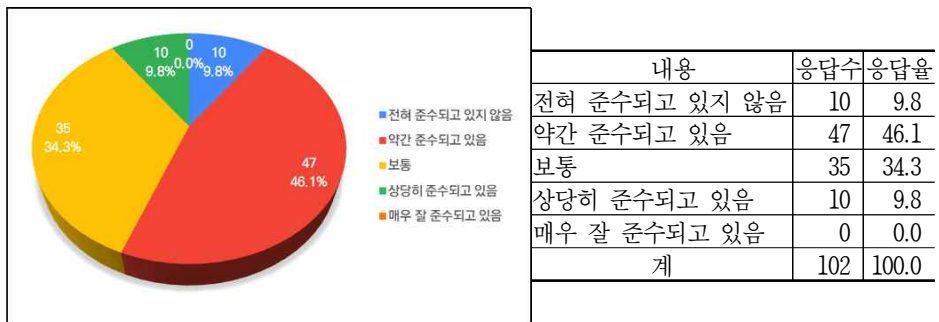 0
0.0%
10
9.8%
10
9.8%
35
34.3%
47
46.1%
전혀 준수되고 있지 않음
약간 준수되고 있음
보통
상당히 준수되고 있음
매우 잘 준수되고 있음
내용 응답수 응답율
전혀 준수되고 있지 않음 10 9.8
약간 준수되고 있음 47 46.1
보통 35 34.3
상당히 준수되고 있음 10 9.8
매우 잘 준수되고 있음 0 0.0
계 102 100.0